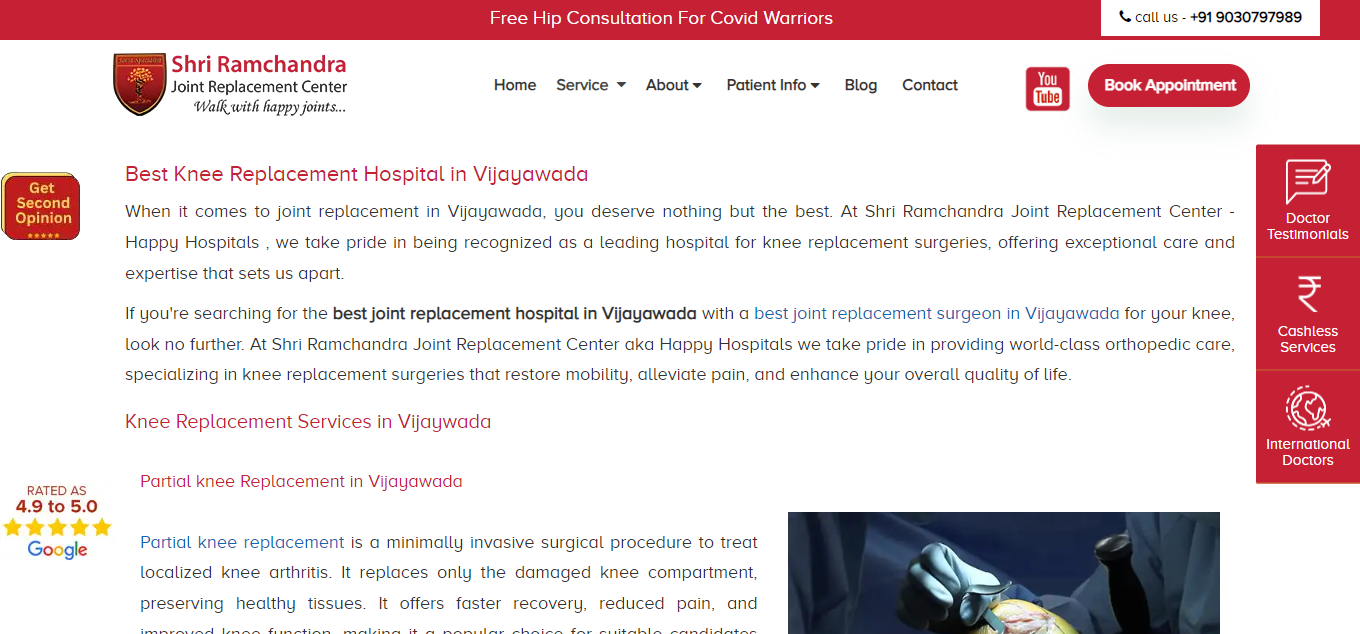 Free Hip Consultation For Covid Warriors
call us - +91 9030797989
Shri Ramchandra
Joint Replacement Center
Walk with happy joints...
Home
Service
About
Patient Info
Blog
Contact
You
Tube
Book Appointment
Get
Second
Opinion
Best Knee Replacement Hospital in Vijayawada
When it comes to joint replacement in Vijayawada, you deserve nothing but the best. At Shri Ramchandra Joint Replacement Center -
Happy Hospitals , we take pride in being recognized as a leading hospital for knee replacement surgeries, offering exceptional care and
expertise that sets us apart.
If you're searching for the best joint replacement hospital in Vijayawada with a best joint replacement surgeon in Vijayawada for your knee,
look no further. At Shri Ramchandra Joint Replacement Center aka Happy Hospitals we take pride in providing world-class orthopedic care,
specializing in knee replacement surgeries that restore mobility, alleviate pain, and enhance your overall quality of life.
Doctor
Testimonials
₹
Cashless
Services
International
Doctors
Knee Replacement Services in Vijaywada
Partial knee Replacement in Vijayawada
RATED AS
4.9 to 5.0
Google
Partial knee replacement is a minimally invasive surgical procedure to treat
localized knee arthritis. It replaces only the damaged knee compartment,
preserving healthy tissues. It offers faster recovery, reduced pain, and
improved knee function, making it a popular choice for suitable candidates